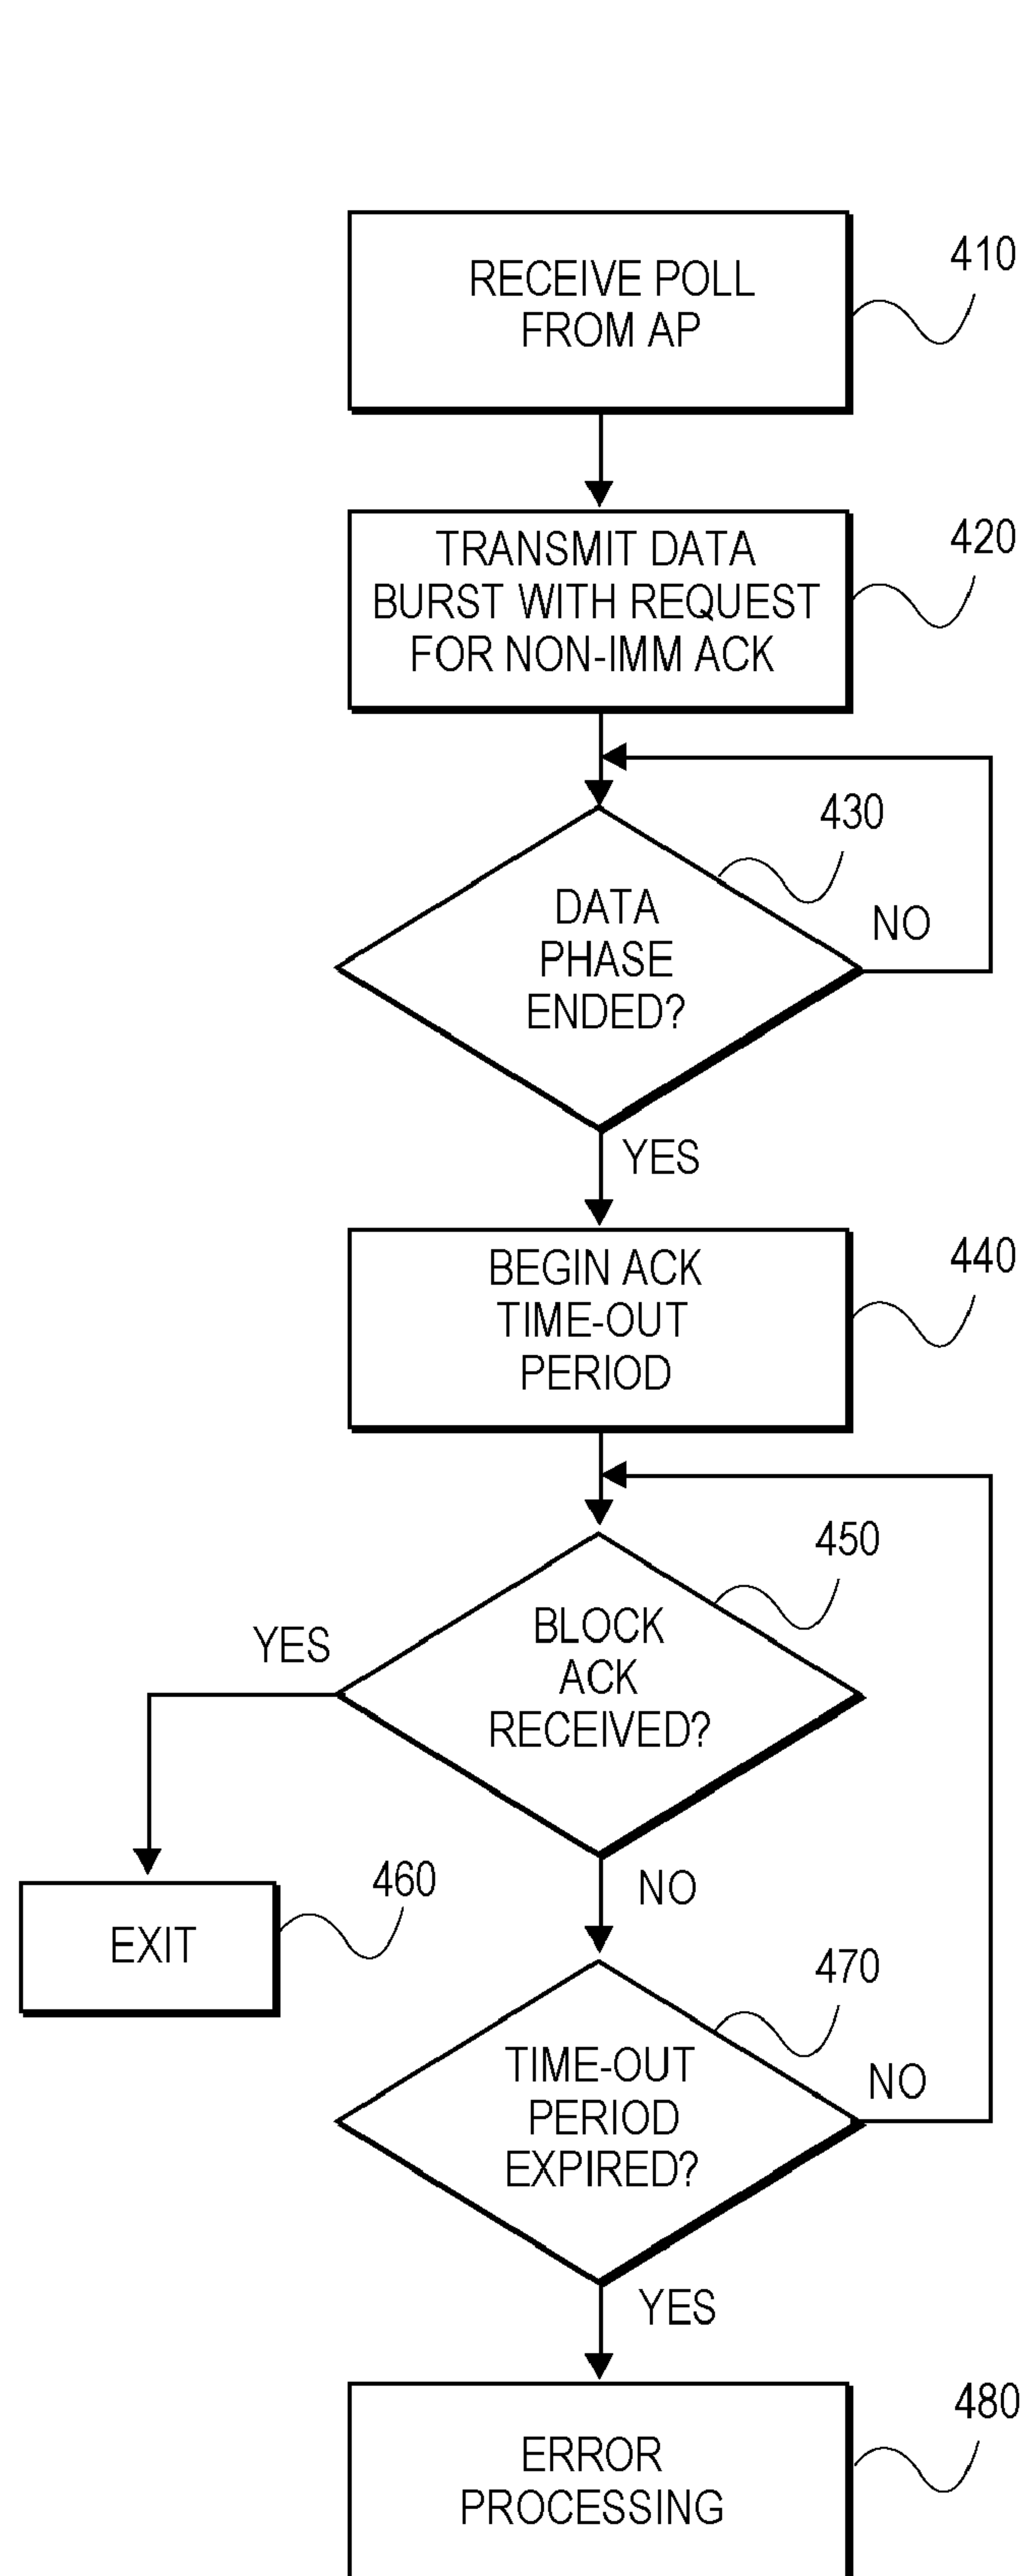 RECEIVE POLL
FROM AP
410
TRANSMIT DATA
BURST WITH REQUEST
FOR NON-IMM ACK
420
430
DATA
PHASE
ENDED?
NO
YES
BEGIN ACK
TIME-OUT
PERIOD
440
450
BLOCK
ACK
RECEIVED?
YES
NO
EXIT
460
470
TIME-OUT
PERIOD
EXPIRED?
NO
YES
ERROR
PROCESSING
480